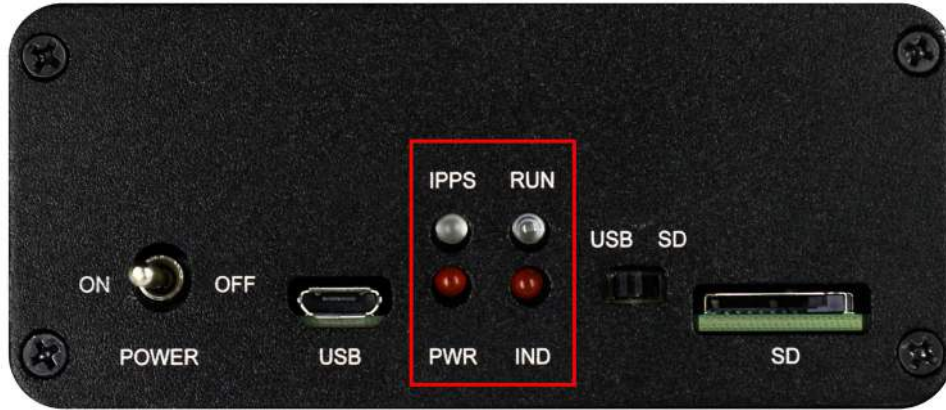 IPPS RUN
USB SD
ON OFF
POWER USB PWR IND SD